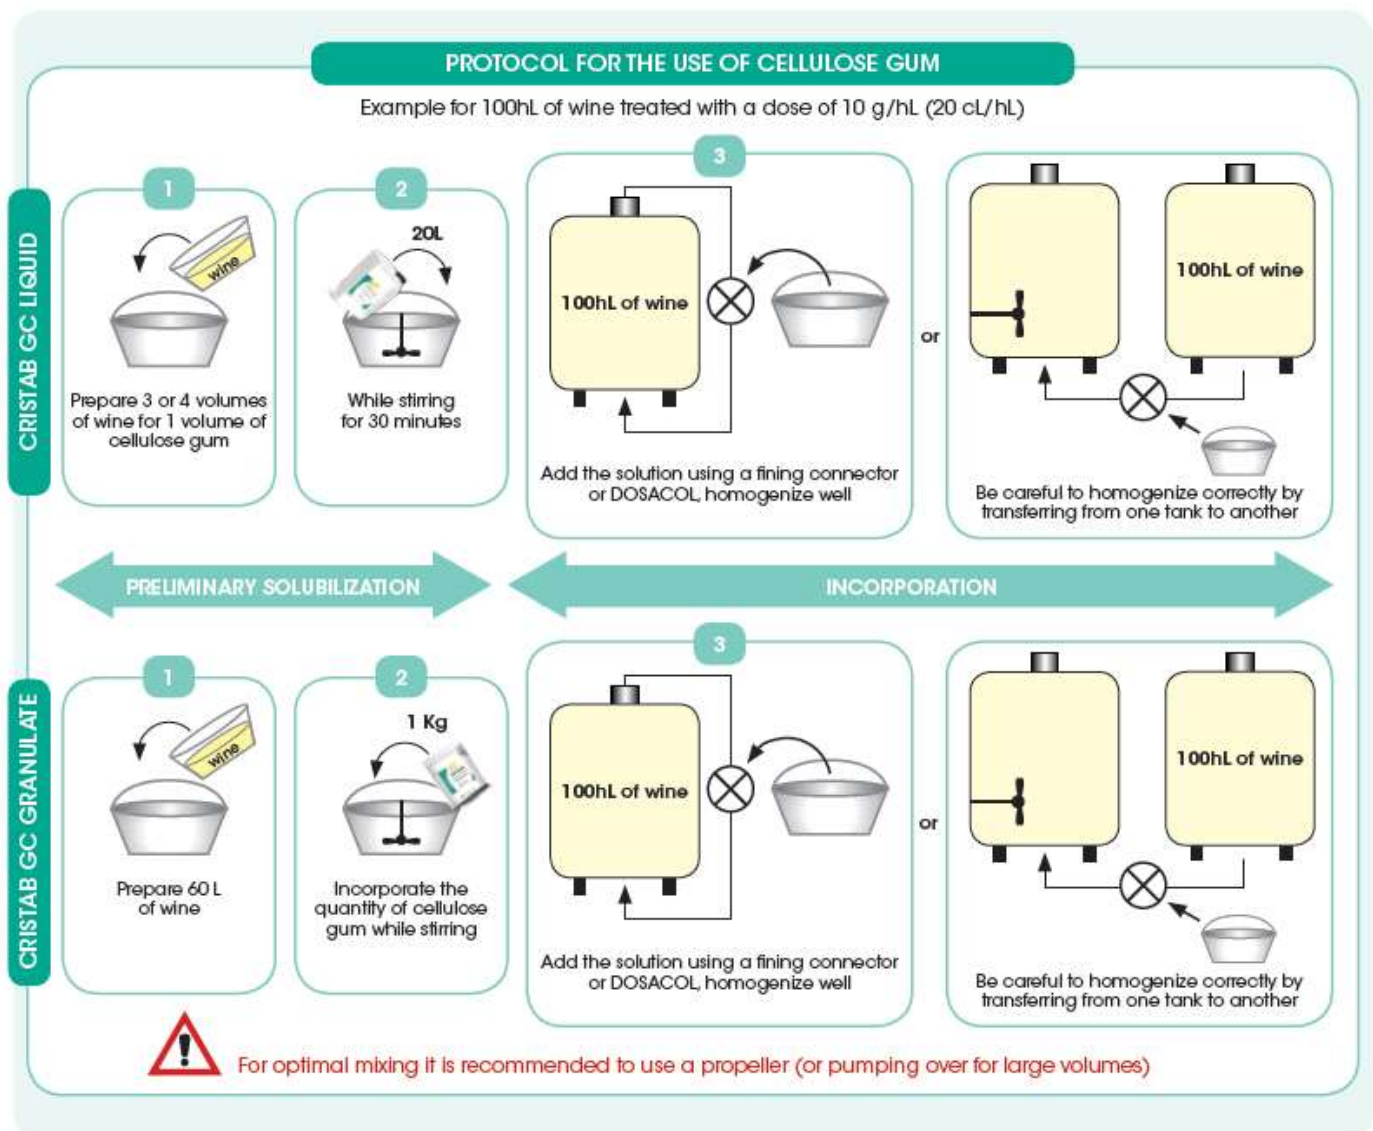 PROTOCOL FOR THE USE OF CELLULOSE GUM
Example for 100hL of wine treated with a dose of 10 g/hL (20 cL/hL)
CRISTAB GC LIQUID
1
wine
Prepare 3 or 4 volumes
of wine for 1 volume of
cellulose gum
2
20L
While stirring
for 30 minutes
3
100hL of wine
Add the solution using a fining connector
or DOSACOL, homogenize well
or
100hL of wine
Be careful to homogenize correctly by
transferring from one tank to another
PRELIMINARY SOLUBILIZATION
INCORPORATION
CRISTAB GC GRANULATE
1
wine
Prepare 60 L
of wine
2
1 Kg
Incorporate the
quantity of cellulose
gum while stirring
3
100hL of wine
Add the solution using a fining connector
or DOSACOL, homogenize well
or
100hL of wine
Be careful to homogenize correctly by
transferring from one tank to another
For optimal mixing it is recommended to use a propeller (or pumping over for large volumes)